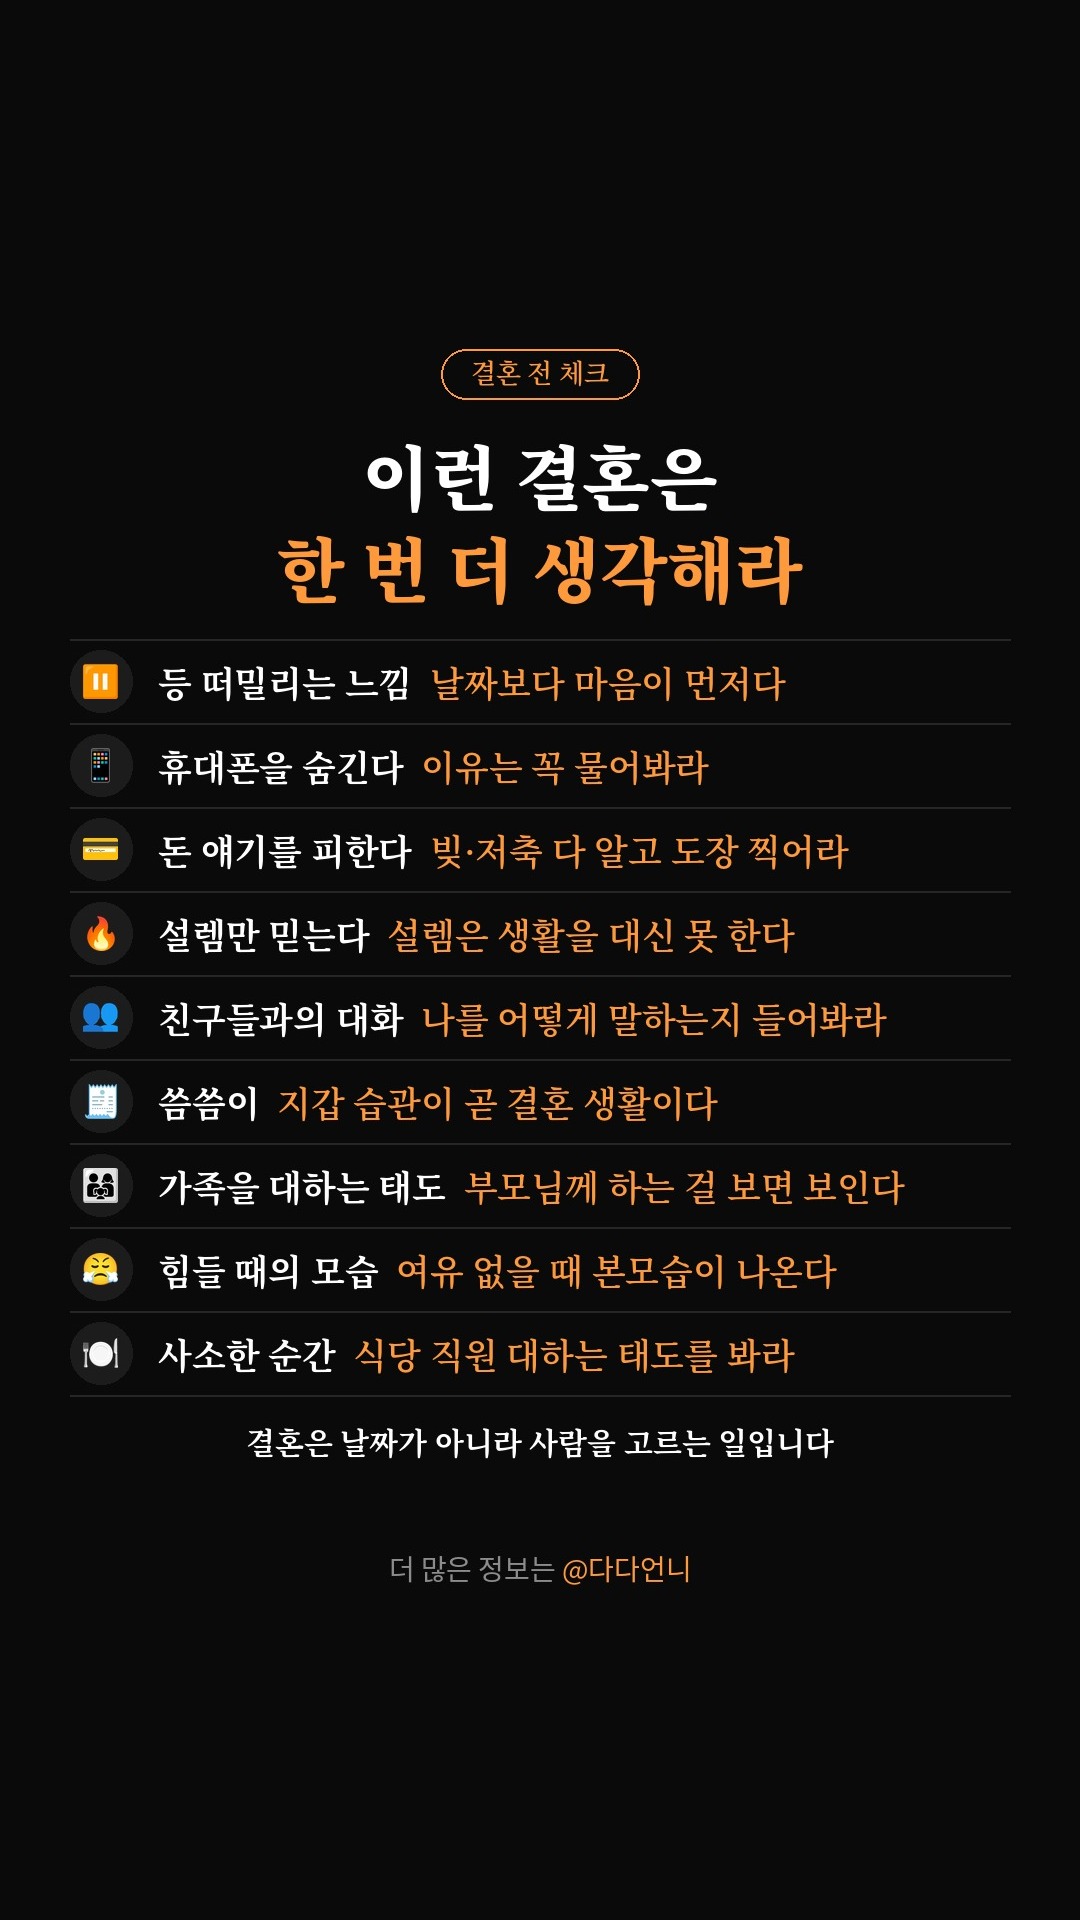 결혼 전 체크
이런 결혼은
한 번 더 생각해라
등 떠밀리는 느낌 날짜보다 마음이 먼저다
휴대폰을 숨긴다 이유는 꼭 물어봐라
돈 얘기를 피한다 빚·저축 다 알고 도장 찍어라
설렘만 믿는다 설렘은 생활을 대신 못 한다
친구들과의 대화 나를 어떻게 말하는지 들어봐라
씀씀이 지갑 습관이 곧 결혼 생활이다
가족을 대하는 태도 부모님께 하는 걸 보면 보인다
힘들 때의 모습 여유 없을 때 본모습이 나온다
사소한 순간 식당 직원 대하는 태도를 봐라
결혼은 날짜가 아니라 사람을 고르는 일입니다
더 많은 정보는 @다다언니